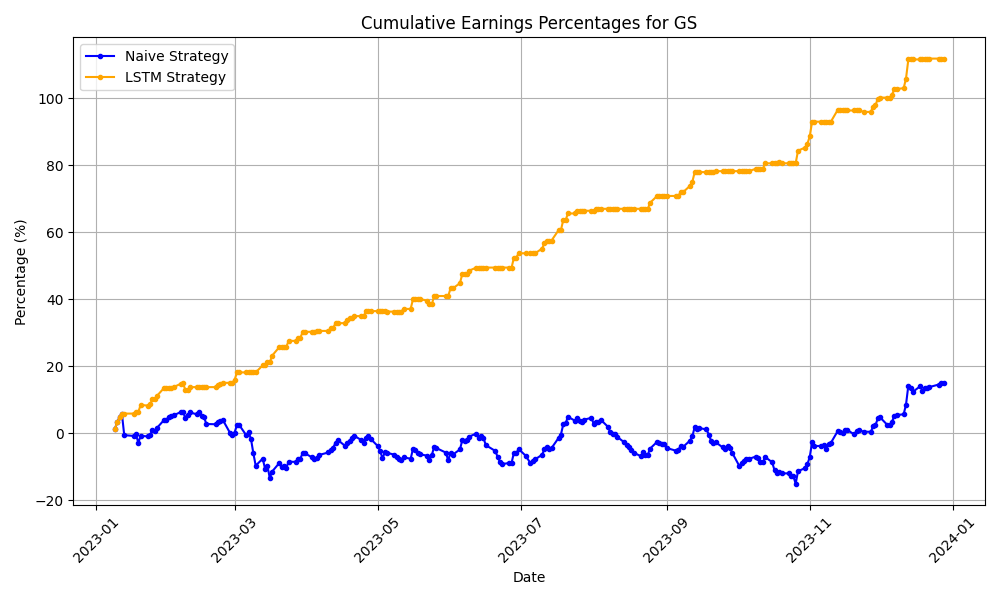 Cumulative Earnings Percentages for GS
Naive Strategy
LSTM Strategy
Percentage (%)
100
80
60
40
20
0
−20
2023-01
2023-03
2023-05
2023-07
2023-09
2023-11
2024-01
Date